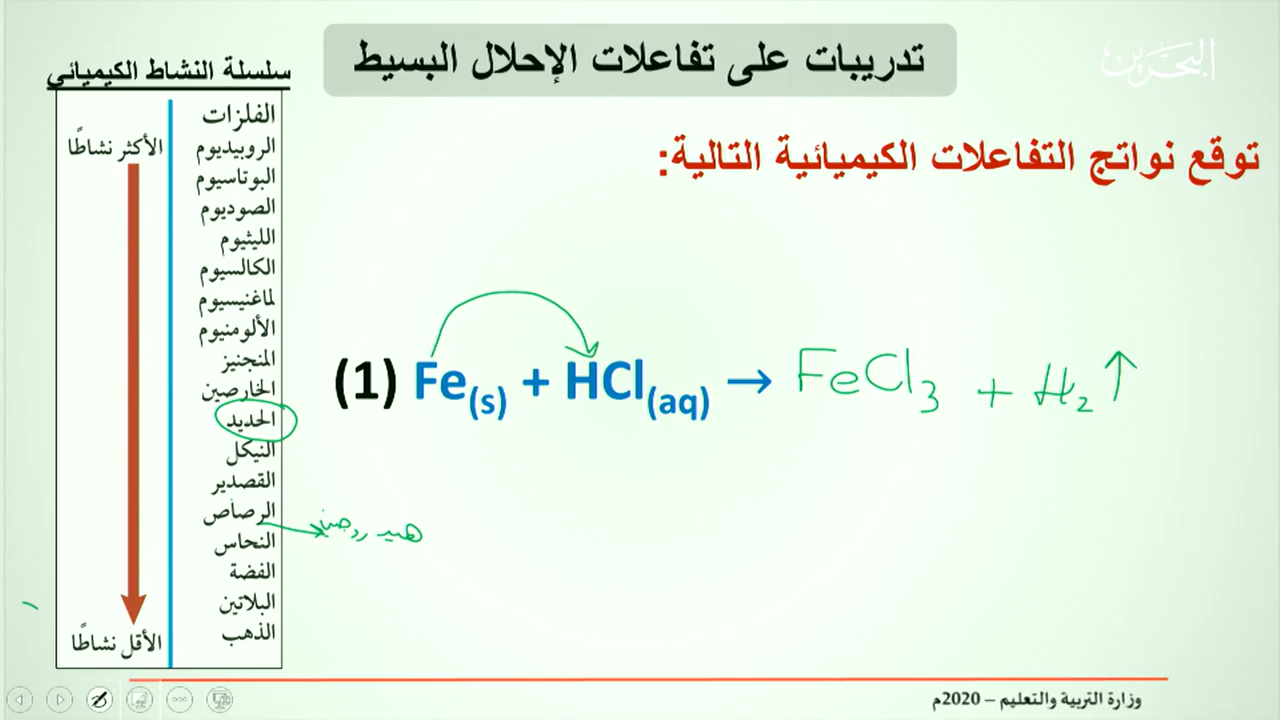 البحرين
تدريبات على تفاعلات الإحلال البسيط
توقع نواتج التفاعلات الكيميائية التالية:
سلسلة النشاط الكيميائي
الفلزات
الأكثر نشاطًا
الروبيديوم
البوتاسيوم
الصوديوم
الليثيوم
الكالسيوم
لماغنيسيوم
الألومنيوم
المنجنيز
الخارصين
الحديد
النيكل
القصدير
الرصاص
هيدروجين
النحاس
الفضة
البلاتين
الذهب
الأقل نشاطًا
(1) Fe(s) + HCl(aq) → FeCl3 + H2 ↑
وزارة التربية والتعليم – 2020م